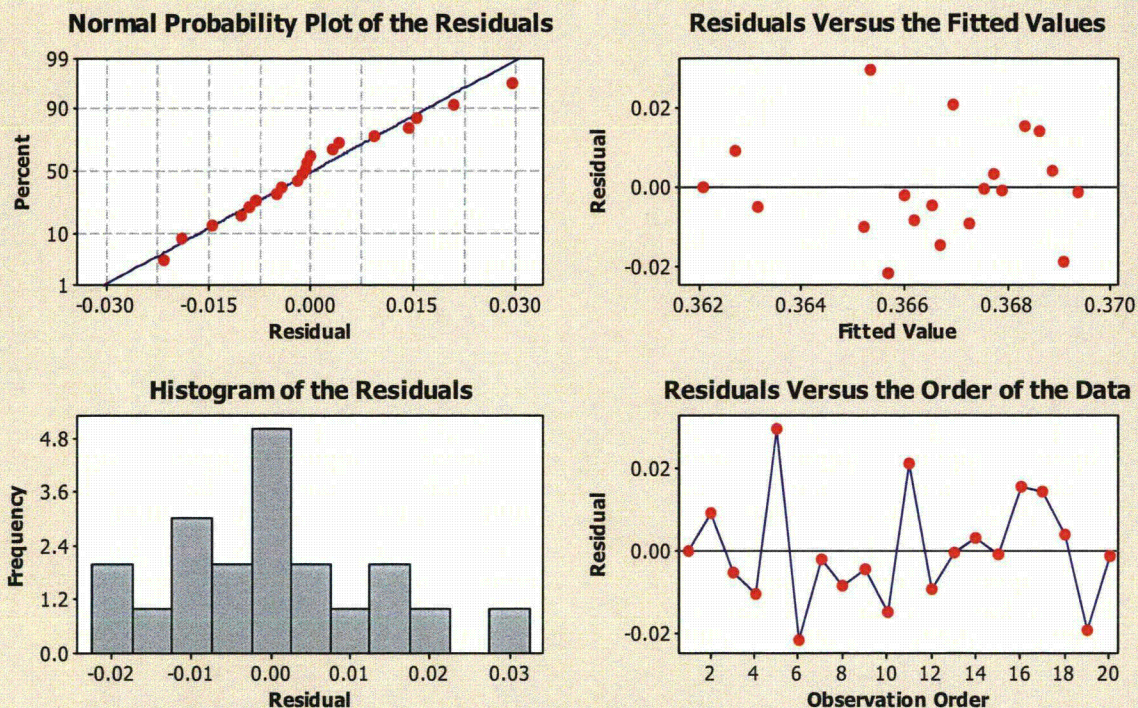 Normal Probability Plot of the Residuals
99
90
50
10
1
Percent
-0.030 -0.015 0.000 0.015 0.030
Residual
Residuals Versus the Fitted Values
0.02
0.00
-0.02
Residual
0.362 0.364 0.366 0.368 0.370
Fitted Value
Histogram of the Residuals
4.8
3.6
2.4
1.2
0.0
Frequency
-0.02 -0.01 0.00 0.01 0.02 0.03
Residual
Residuals Versus the Order of the Data
0.02
0.00
-0.02
Residual
2 4 6 8 10 12 14 16 18 20
Observation Order